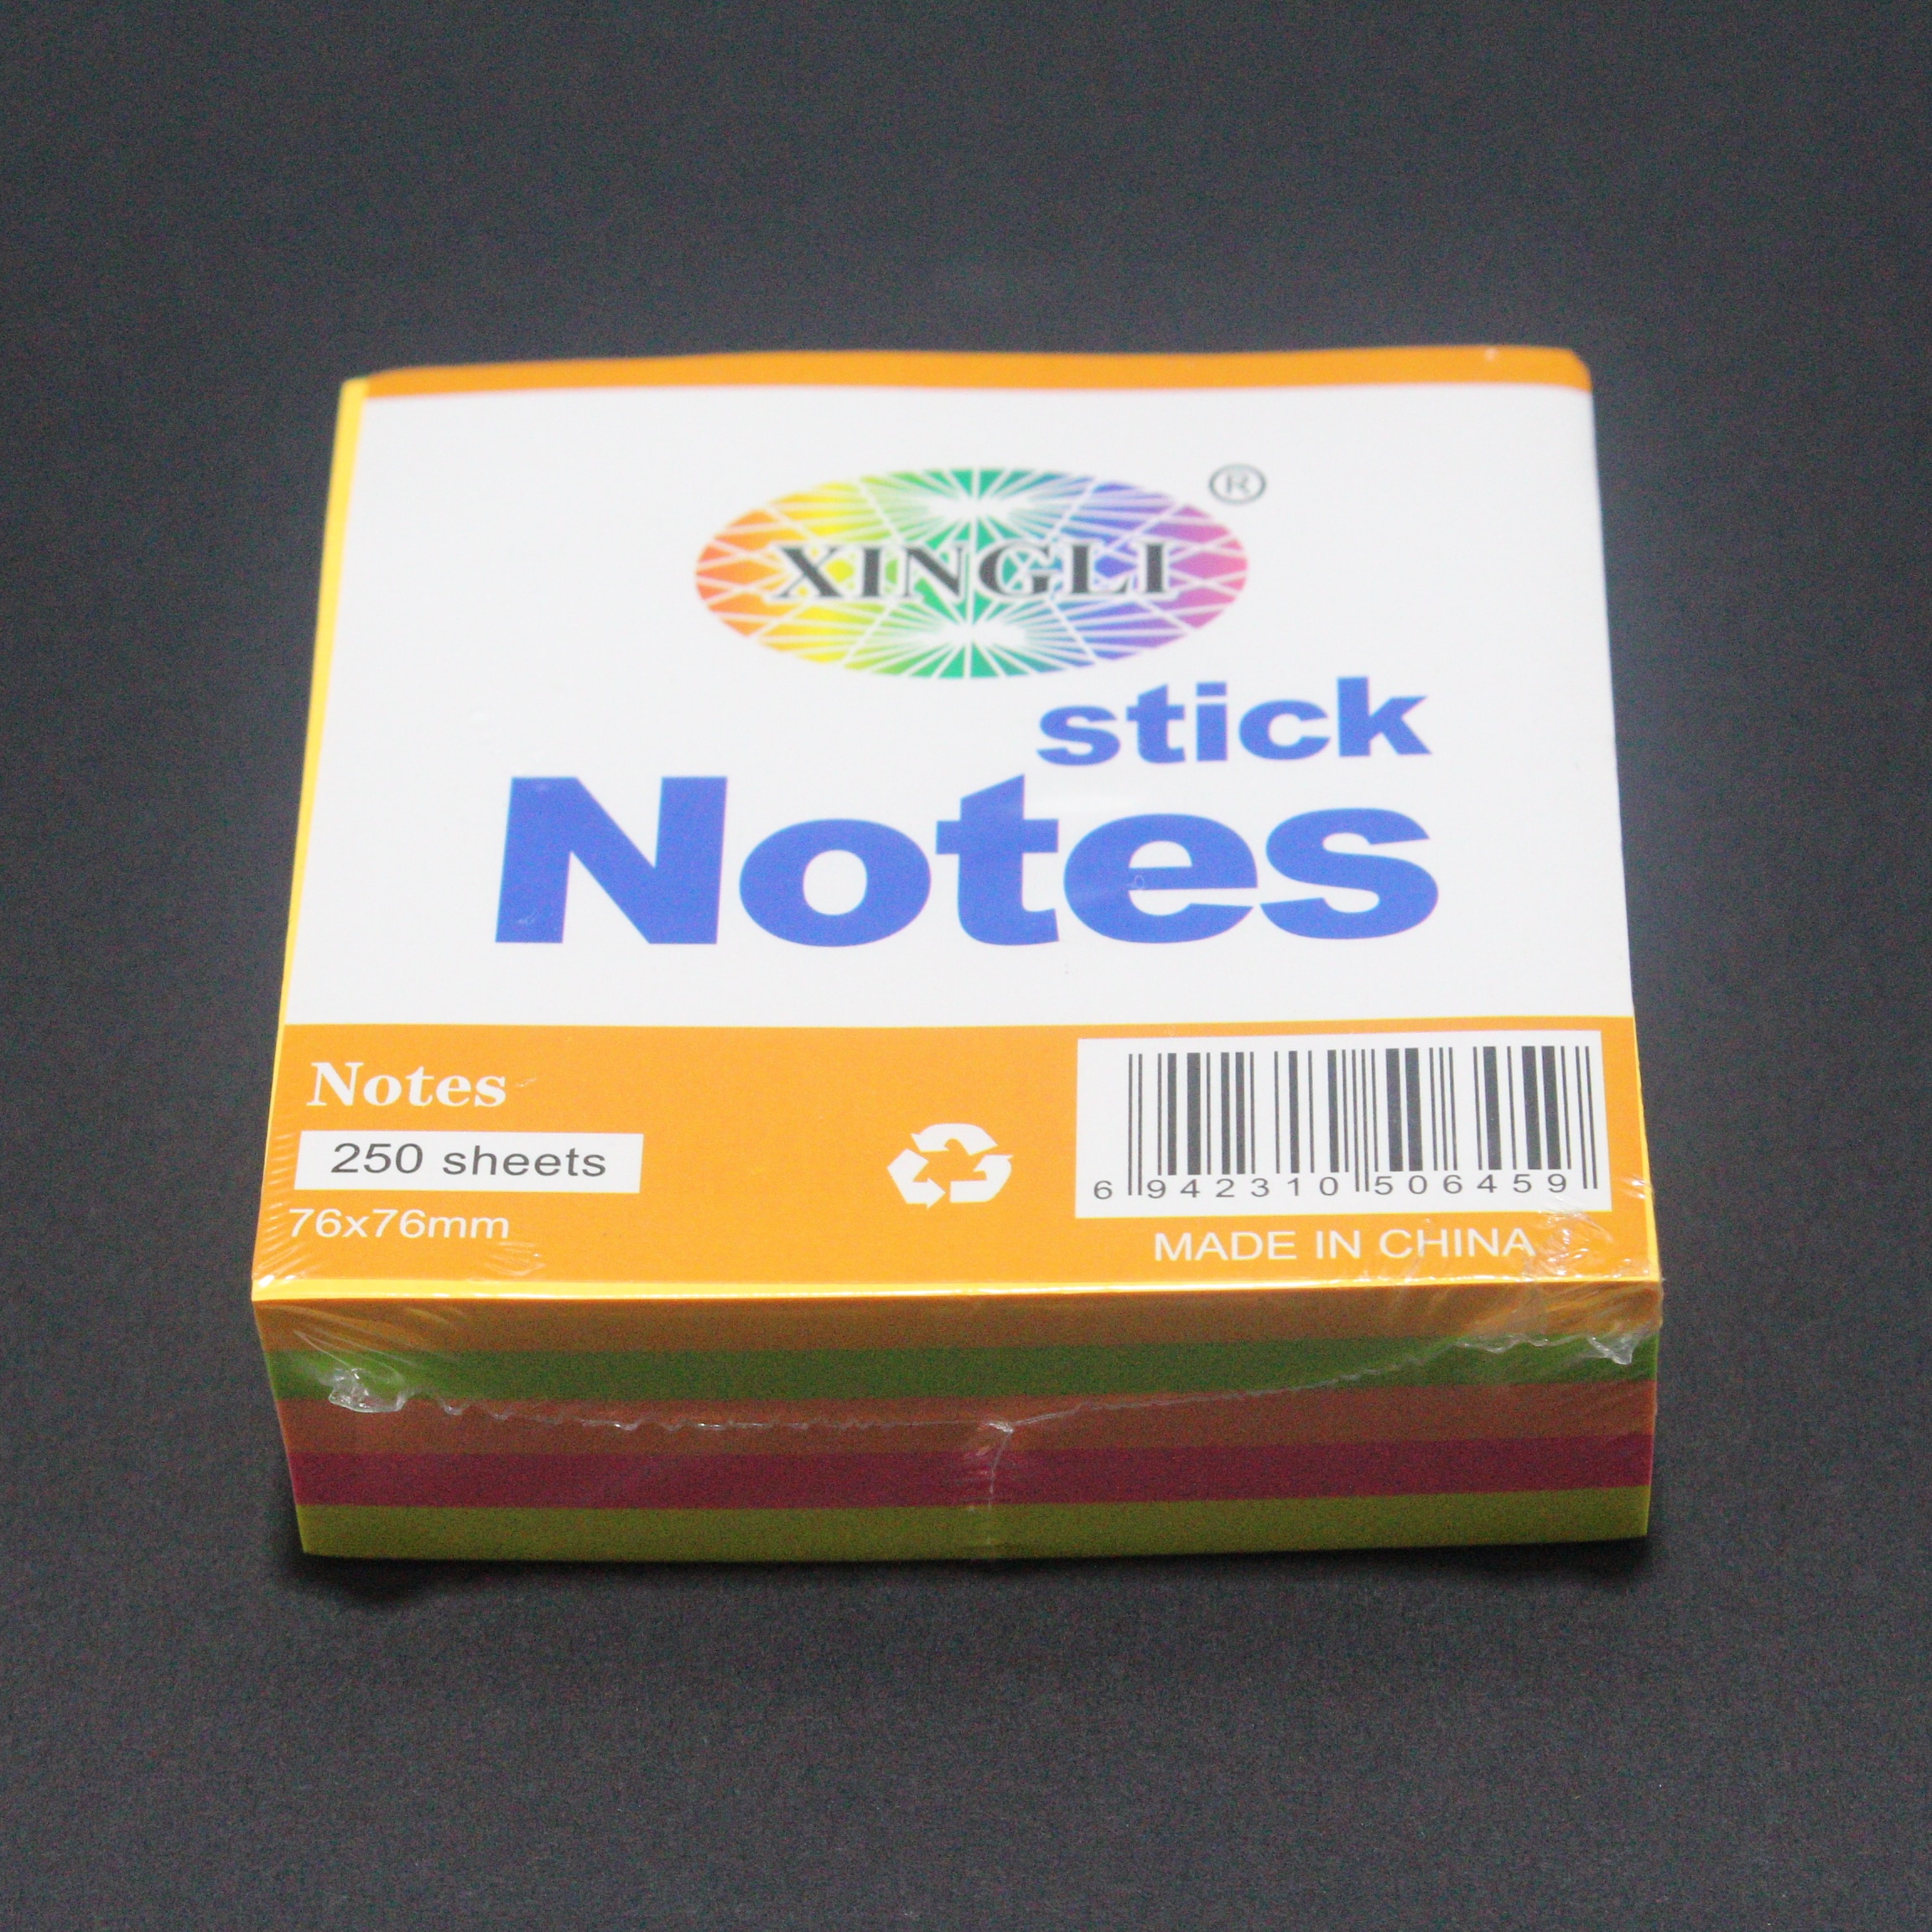 XINGLI ®
stick
Notes
Notes
250 sheets
76x76mm
6 942310 506459
MADE IN CHINA